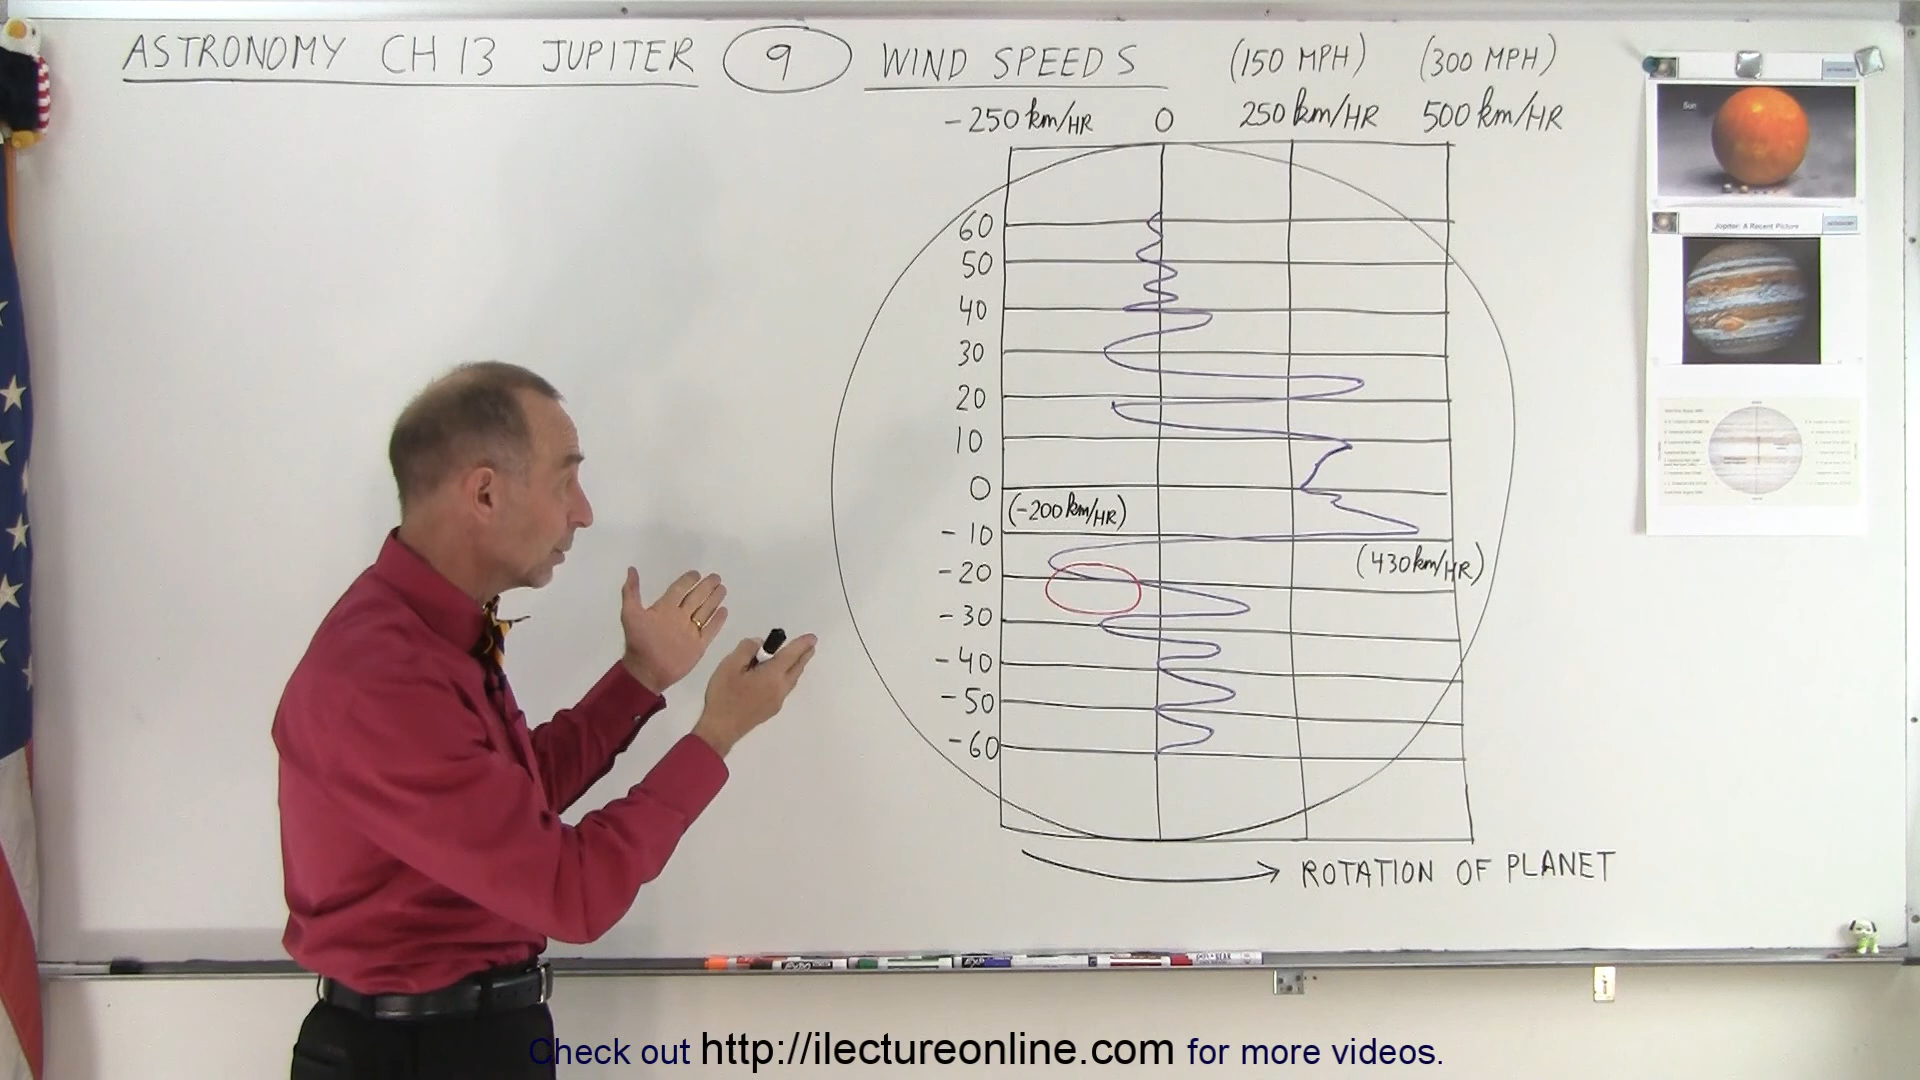 ASTRONOMY CH 13 JUPITER 9 WIND SPEEDS (150 MPH) (300 MPH)
-250 km/HR 0 250 km/HR 500 km/HR
60
50
40
30
20
10
0
(-200 km/HR)
-10
(430 km/HR)
-20
-30
-40
-50
-60
ROTATION OF PLANET
Sun
Jupiter: A Recent Picture
EXPO
Check out http://ilectureonline.com for more videos.